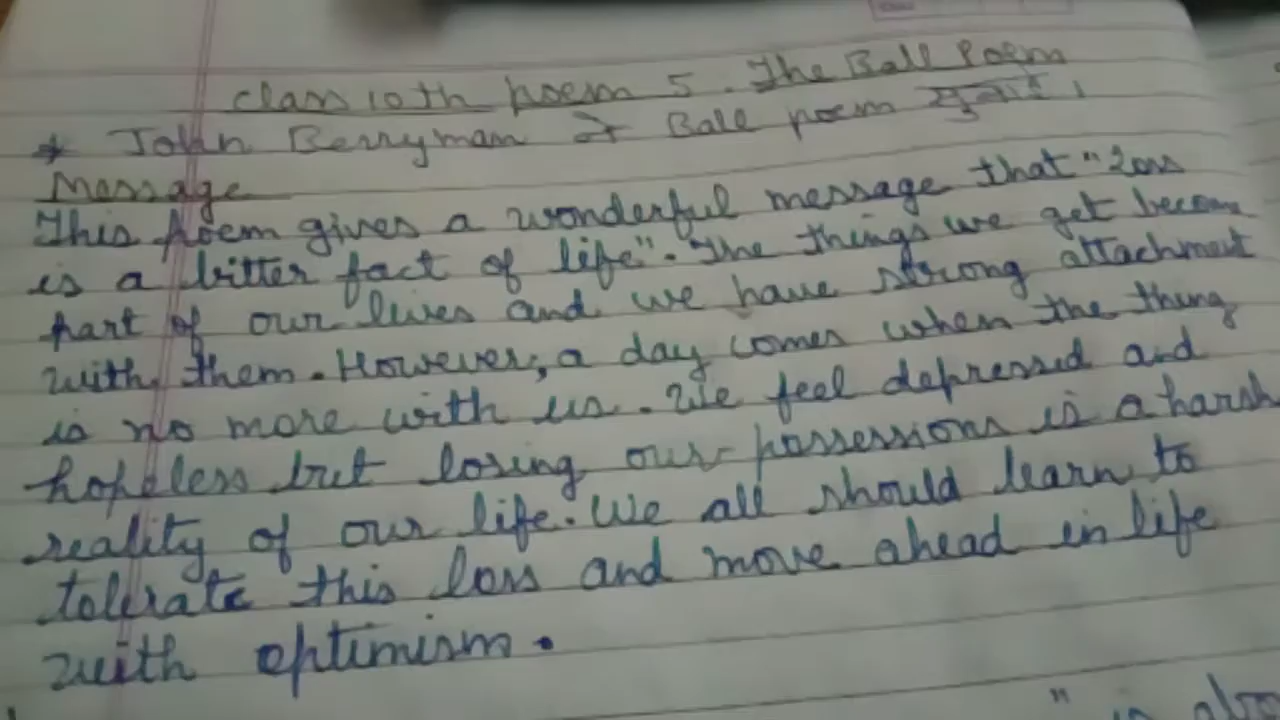 class 10th poem 5. The Ball Poem
* John Berryman ने Ball poem सुनाई।
Message
This Poem gives a wonderful message that "Loss
is a bitter fact of life". The things we get become
part of our lives and we have strong attachment
with them. However, a day comes when the thing
is no more with us. We feel depressed and
hopeless but losing our possessions is a harsh
reality of our life. We all should learn to
tolerate this loss and move ahead in life
with optimism.
" is also